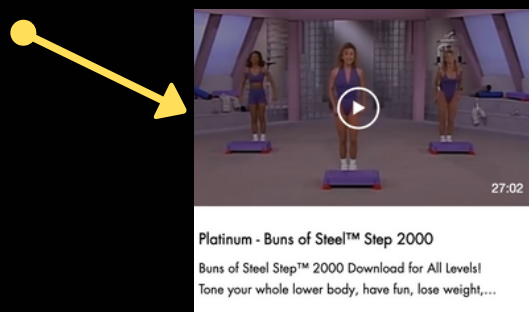 27:02
Platinum - Buns of Steel™ Step 2000
Buns of Steel Step™ 2000 Download for All Levels!
Tone your whole lower body, have fun, lose weight,...